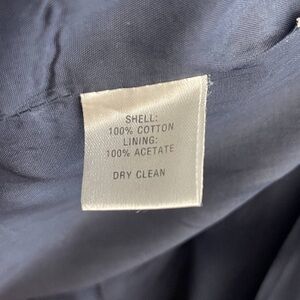 SHELL:
100% COTTON
LINING:
100% ACETATE
DRY CLEAN